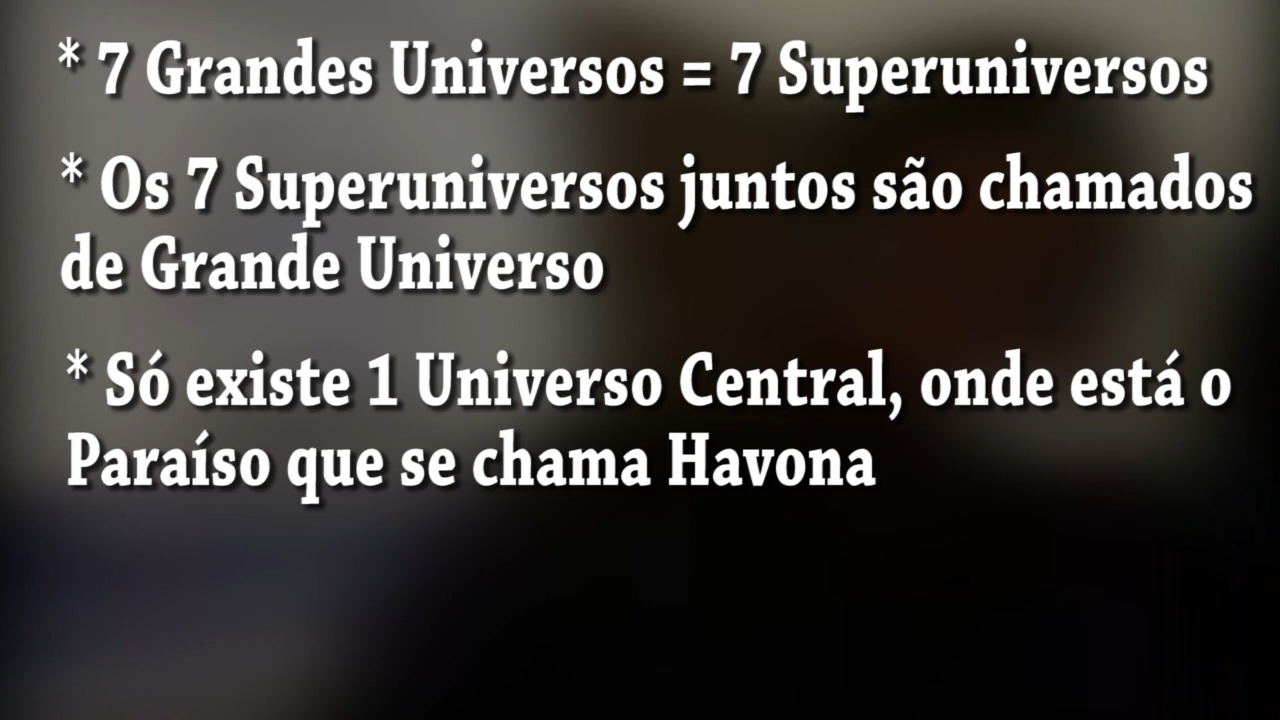 * 7 Grandes Universos = 7 Superuniversos
* Os 7 Superuniversos juntos são chamados
de Grande Universo
* Só existe 1 Universo Central, onde está o
Paraíso que se chama Havona